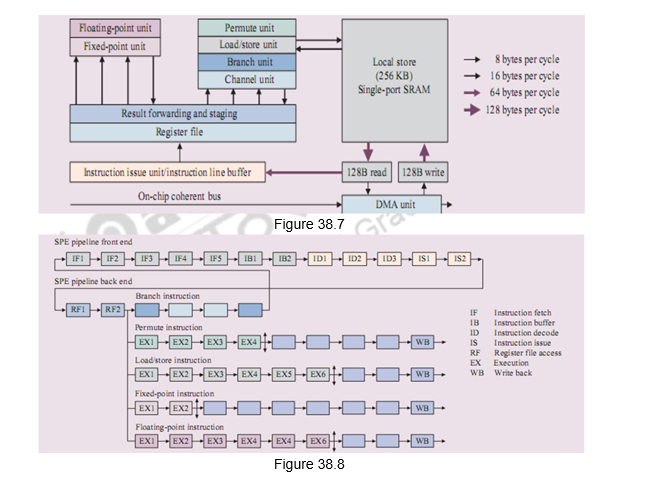 Floating-point unit
Fixed-point unit
Permute unit
Load/store unit
Branch unit
Channel unit
Local store
(256 KB)
Single-port SRAM
8 bytes per cycle
16 bytes per cycle
64 bytes per cycle
128 bytes per cycle
Result forwarding and staging
Register file
Instruction issue unit/instruction line buffer
128B read
128B write
On-chip coherent bus
DMA unit
Figure 38.7
SPE pipeline front end
IF1 IF2 IF3 IF4 IF5 IB1 IB2 ID1 ID2 ID3 IS1 IS2
SPE pipeline back end
Branch instruction
RF1 RF2
Permute instruction
EX1 EX2 EX3 EX4 WB
Load/store instruction
EX1 EX2 EX3 EX4 EX5 EX6 WB
Fixed-point instruction
EX1 EX2 WB
Floating-point instruction
EX1 EX2 EX3 EX4 EX4 EX6 WB
IF Instruction fetch
IB Instruction buffer
ID Instruction decode
IS Instruction issue
RF Register file access
EX Execution
WB Write back
Figure 38.8